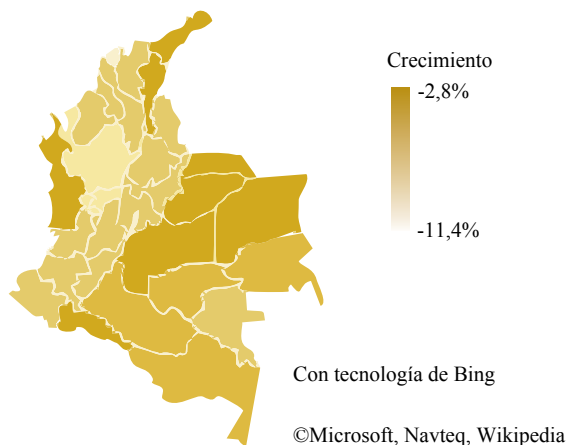 Crecimiento
-2,8%
-11,4%
Con tecnología de Bing
©Microsoft, Navteq, Wikipedia